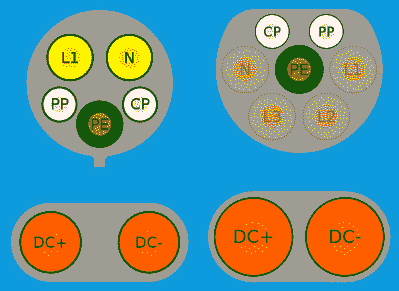 L1 N
PP CP
PE
DC+ DC-
CP PP
N PE L1
L3 L2
DC+ DC-